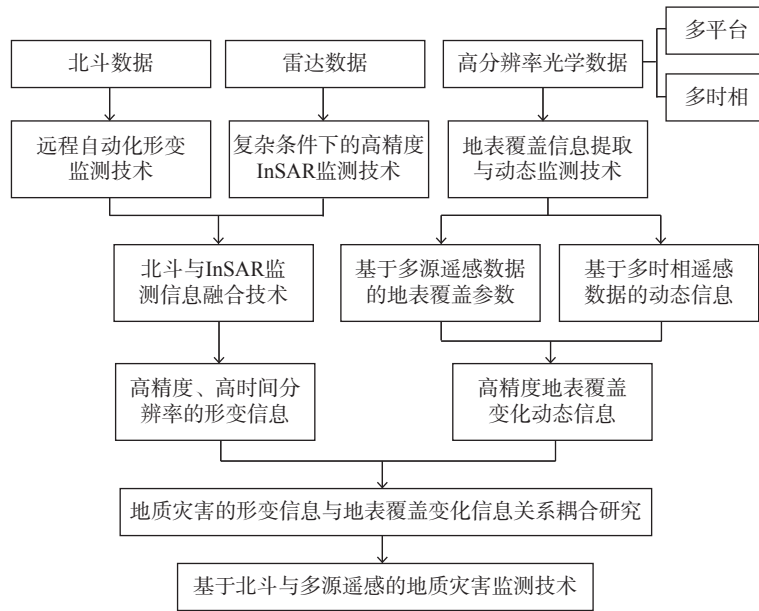 多平台
北斗数据
雷达数据
高分辨率光学数据
多时相
远程自动化形变
监测技术
复杂条件下的高精度
InSAR监测技术
地表覆盖信息提取
与动态监测技术
北斗与InSAR监
测信息融合技术
基于多源遥感数据
的地表覆盖参数
基于多时相遥感
数据的动态信息
高精度、高时间分
辨率的形变信息
高精度地表覆盖
变化动态信息
地质灾害的形变信息与地表覆盖变化信息关系耦合研究
基于北斗与多源遥感的地质灾害监测技术